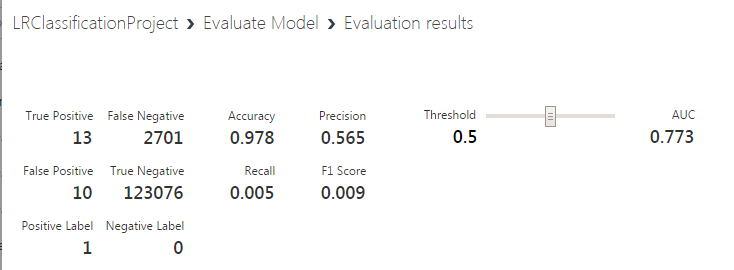 LRClassificationProject › Evaluate Model › Evaluation results
True Positive False Negative Accuracy Precision Threshold AUC
13 2701 0.978 0.565 0.5 0.773
False Positive True Negative Recall F1 Score
10 123076 0.005 0.009
Positive Label Negative Label
1 0